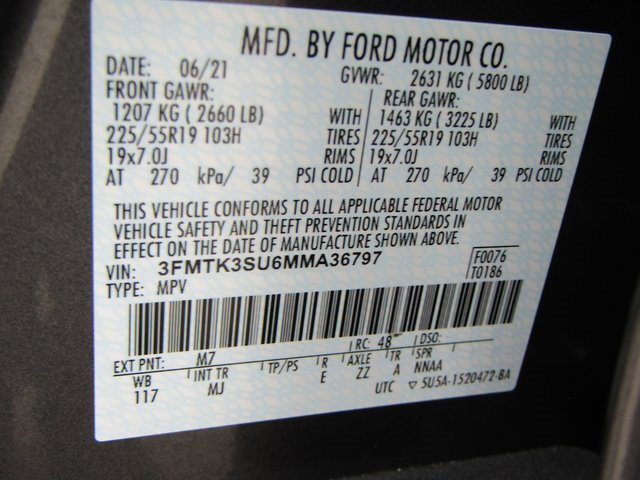 MFD. BY FORD MOTOR CO.
DATE: 06/21 GVWR: 2631 KG ( 5800 LB)
FRONT GAWR: REAR GAWR:
1207 KG ( 2660 LB) WITH 1463 KG ( 3225 LB) WITH
225/55R19 103H TIRES 225/55R19 103H TIRES
19x7.0J RIMS 19x7.0J RIMS
AT 270 kPa/ 39 PSI COLD AT 270 kPa/ 39 PSI COLD
THIS VEHICLE CONFORMS TO ALL APPLICABLE FEDERAL MOTOR
VEHICLE SAFETY AND THEFT PREVENTION STANDARDS IN
EFFECT ON THE DATE OF MANUFACTURE SHOWN ABOVE.
VIN: 3FMTK3SU6MMA36797 F0076
TYPE: MPV T0186
EXT PNT: M7 RC: 48 DSO:
WB INT TR TP/PS R AXLE TR SPR
117 MJ E ZZ A NNAA
UTC ▽ 5U5A-1520472-BA